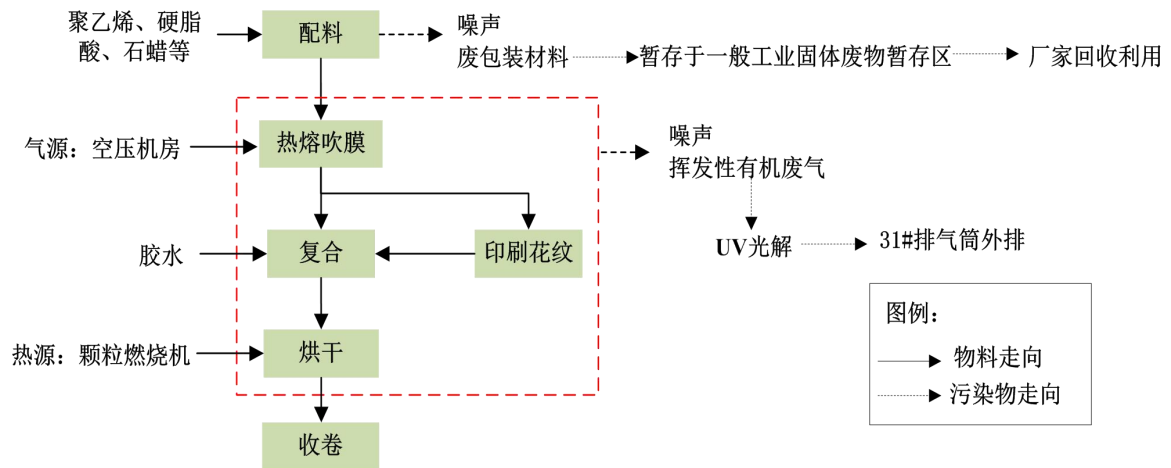 聚乙烯、硬脂
酸、石蜡等
配料
噪声
废包装材料
暂存于一般工业固体废物暂存区
厂家回收利用
气源：空压机房
热熔吹膜
噪声
挥发性有机废气
胶水
复合
印刷花纹
UV光解
31#排气筒外排
热源：颗粒燃烧机
烘干
收卷
图例：
物料走向
污染物走向